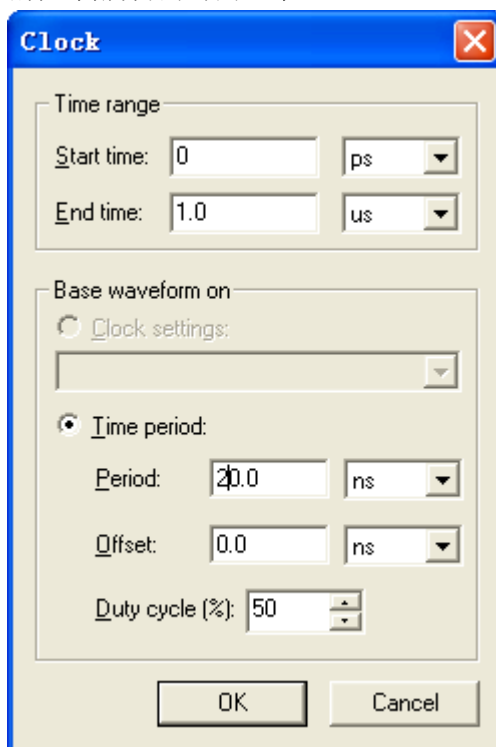 Clock
Time range
Start time: 0 ps
End time: 1.0 us
Base waveform on
Clock settings:
Time period:
Period: 20.0 ns
Offset: 0.0 ns
Duty cycle (%): 50
OK Cancel